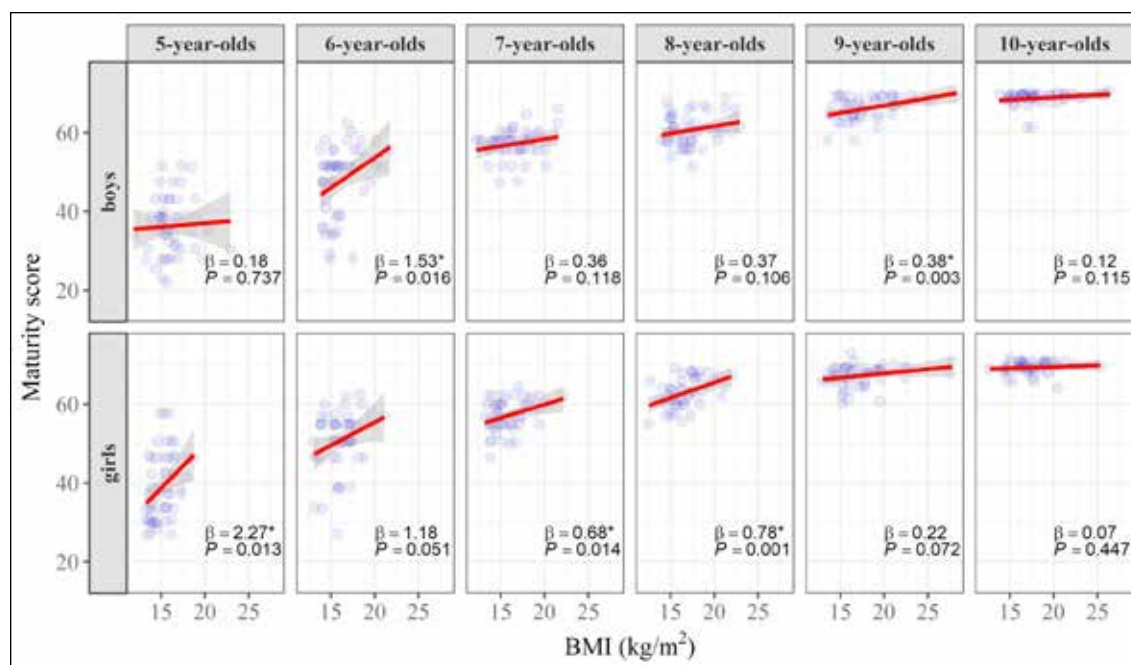 5-year-olds 6-year-olds 7-year-olds 8-year-olds 9-year-olds 10-year-olds
boys
60
40
20
β = 0.18 β = 1.53* β = 0.36 β = 0.37 β = 0.38* β = 0.12
P = 0.737 P = 0.016 P = 0.118 P = 0.106 P = 0.003 P = 0.115
Maturity score
girls
60
40
20
β = 2.27* β = 1.18 β = 0.68* β = 0.78* β = 0.22 β = 0.07
P = 0.013 P = 0.051 P = 0.014 P = 0.001 P = 0.072 P = 0.447
15 20 25 15 20 25 15 20 25 15 20 25 15 20 25 15 20 25
BMI (kg/m²)